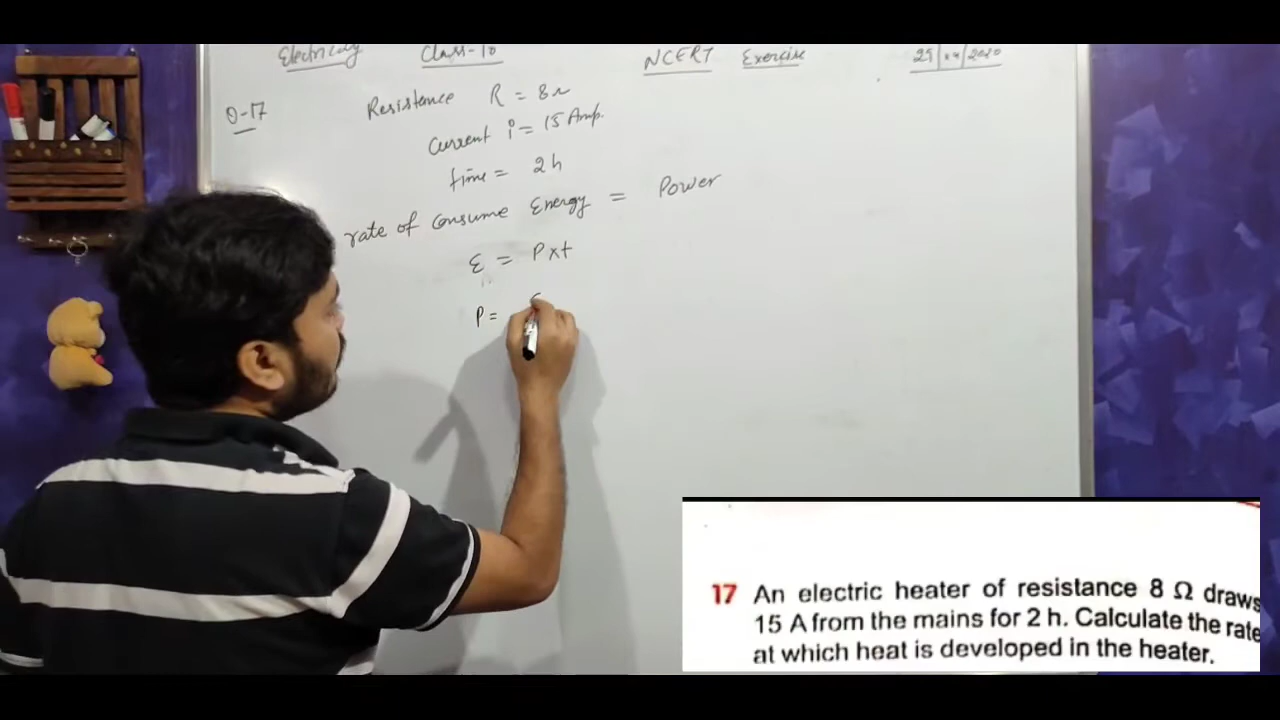 Electricity Class-10 NCERT Exercise 25/04/2020
Q-17 Resistance R = 8Ω
Current i = 15 Amp.
time = 2h
rate of Consume Energy = Power
E = P×t
P =
17 An electric heater of resistance 8 Ω draws
15 A from the mains for 2 h. Calculate the rate
at which heat is developed in the heater.